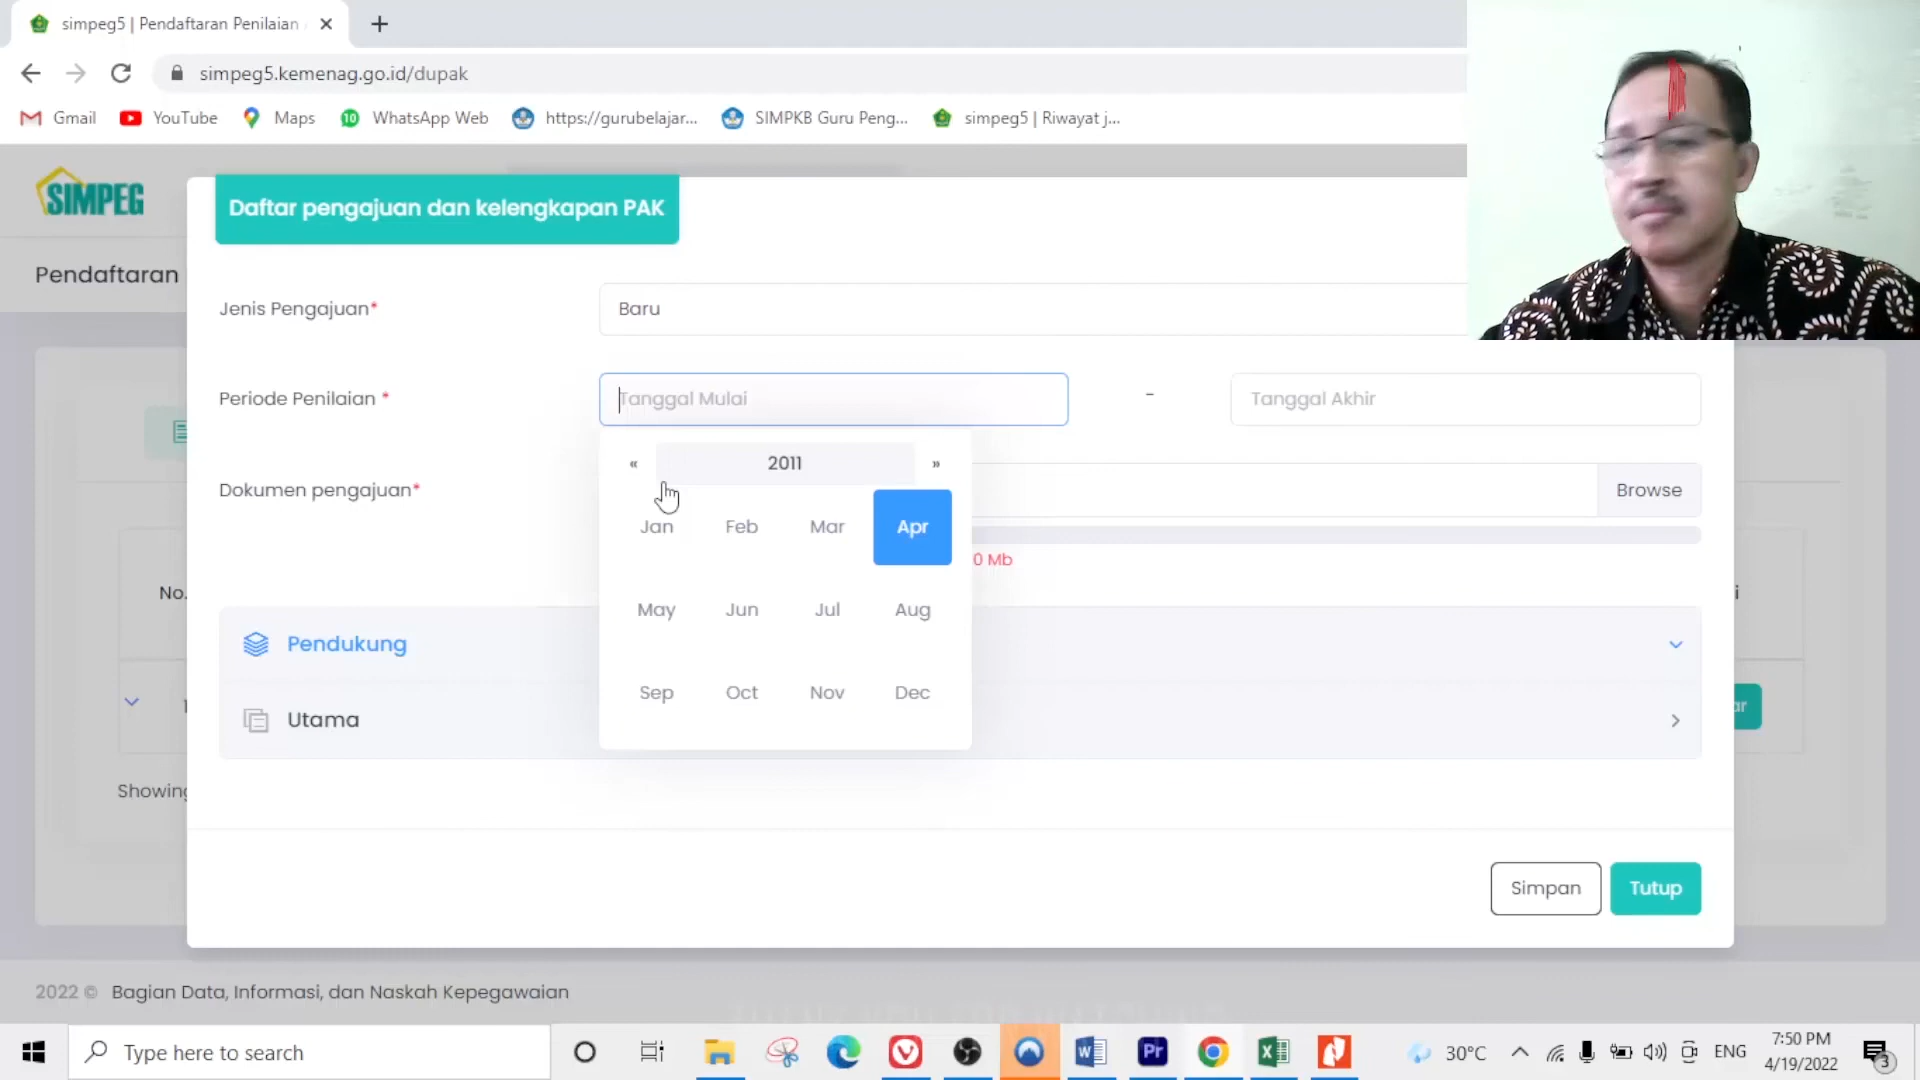 simpeg5 | Pendaftaran Penilaian
simpeg5.kemenag.go.id/dupak
Gmail
YouTube
Maps
10
WhatsApp Web
https://gurubelajar...
SIMPKB Guru Peng...
simpeg5 | Riwayat j...
SIMPEG
Daftar pengajuan dan kelengkapan PAK
Pendaftaran
Jenis Pengajuan*
Baru
Periode Penilaian *
Tanggal Mulai
-
Tanggal Akhir
« 2011 »
Dokumen pengajuan*
Browse
Jan Feb Mar Apr
0 Mb
No.
May Jun Jul Aug
Pendukung
Sep Oct Nov Dec
Utama
Showing
Simpan
Tutup
2022 © Bagian Data, Informasi, dan Naskah Kepegawaian
Type here to search
Pr
30°C
ENG
7:50 PM
4/19/2022
3